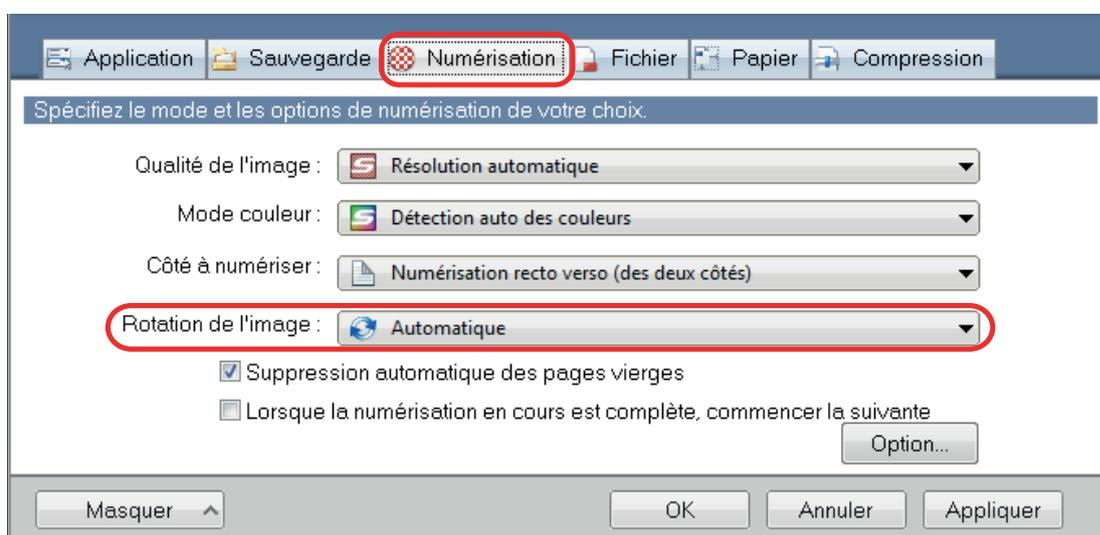 Application Sauvegarde Numérisation Fichier Papier Compression
Spécifiez le mode et les options de numérisation de votre choix.
Qualité de l'image : Résolution automatique
Mode couleur : Détection auto des couleurs
Côté à numériser : Numérisation recto verso (des deux côtés)
Rotation de l'image : Automatique
Suppression automatique des pages vierges
Lorsque la numérisation en cours est complète, commencer la suivante
Option...
Masquer OK Annuler Appliquer